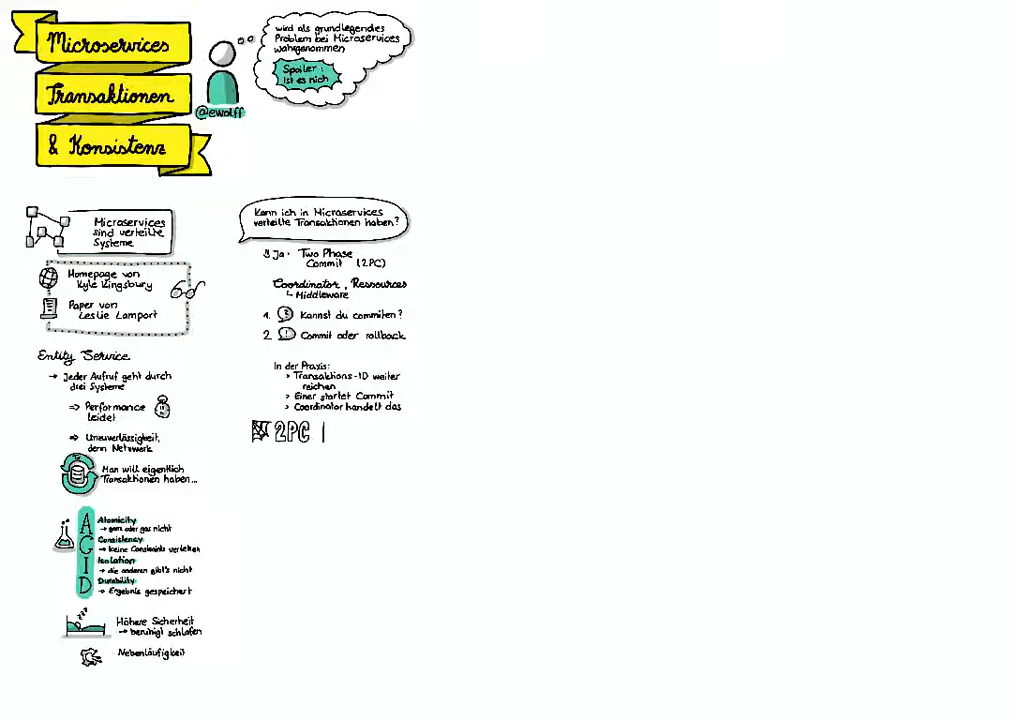 Microservices
Transaktionen
& Konsistenz
@ewolff
wird als grundlegendes
Problem bei Microservices
wahrgenommen
Spoiler:
ist es nich
Microservices
sind verteilte
Systeme
Homepage von
Kyle Kingsbury
Paper von
Leslie Lamport
Entity Service
→ Jeder Aufruf geht durch
drei Systeme
=> Performance
leidet
=> Unzuverlässigkeit,
denn Netzwerk
Man will eigentlich
Transaktionen haben...
ACID
Atomicity
→ ganz oder gar nicht
Consistency
→ keine Constraints verletzen
Isolation
→ die anderen gibt's nicht
Durability
→ Ergebnis gespeichert
zzz
Höhere Sicherheit
→ beruhigt schlafen
Nebenläufigkeit
Kann ich in Microservices
verteilte Transaktionen haben?
Ja: Two Phase
Commit (2PC)
Coordinator, Ressources
Middleware
1. ? Kannst du commiten?
2. ! Commit oder rollback
In der Praxis:
> Transaktions-ID weiter
reichen
> Einer startet Commit
> Coordinator handelt das
2PC